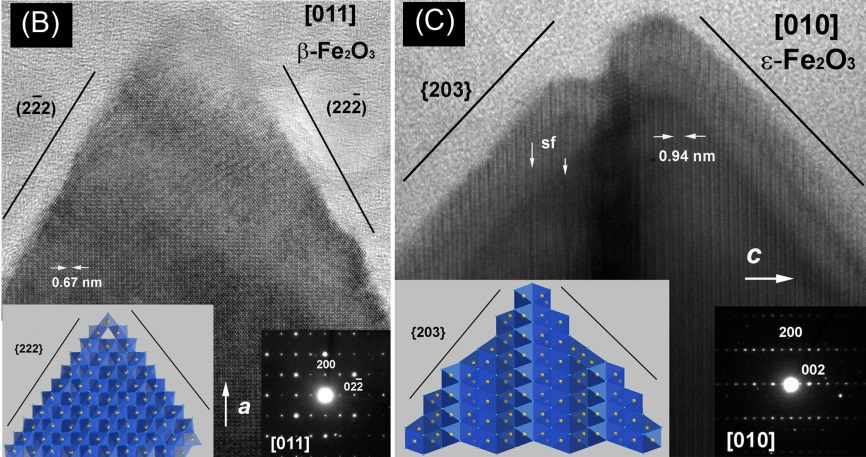 (B)
[011]
β-Fe₂O₃
(22̄2)
(222̄)
0.67 nm
{222}
a
200
022̄
[011]
(C)
[010]
ε-Fe₂O₃
{203}
sf
0.94 nm
c
{203}
200
002
[010]